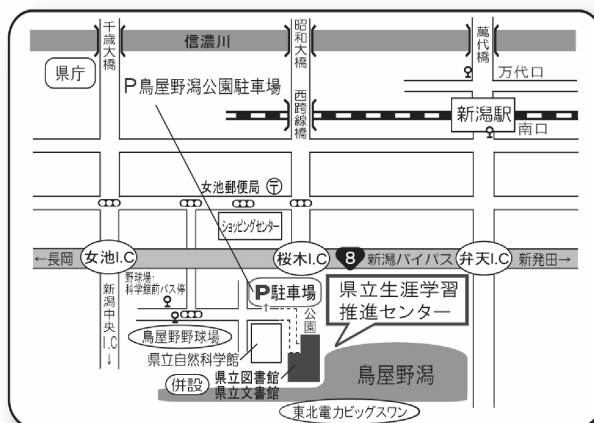 千歳大橋
信濃川
昭和大橋
萬代橋
県庁
P鳥屋野潟公園駐車場
西跨線橋
万代口
新潟駅
南口
女池郵便局
〒
ショッピングセンター
←長岡
女池I.C
桜木I.C
8
新潟バイパス
弁天I.C
新発田→
野球場・
科学館前バス停
新潟中央I.C
↓
P駐車場
↑
公園
県立生涯学習
推進センター
鳥屋野野球場
県立自然科学館
鳥屋野潟
併設
県立図書館
県立文書館
東北電力ビッグスワン